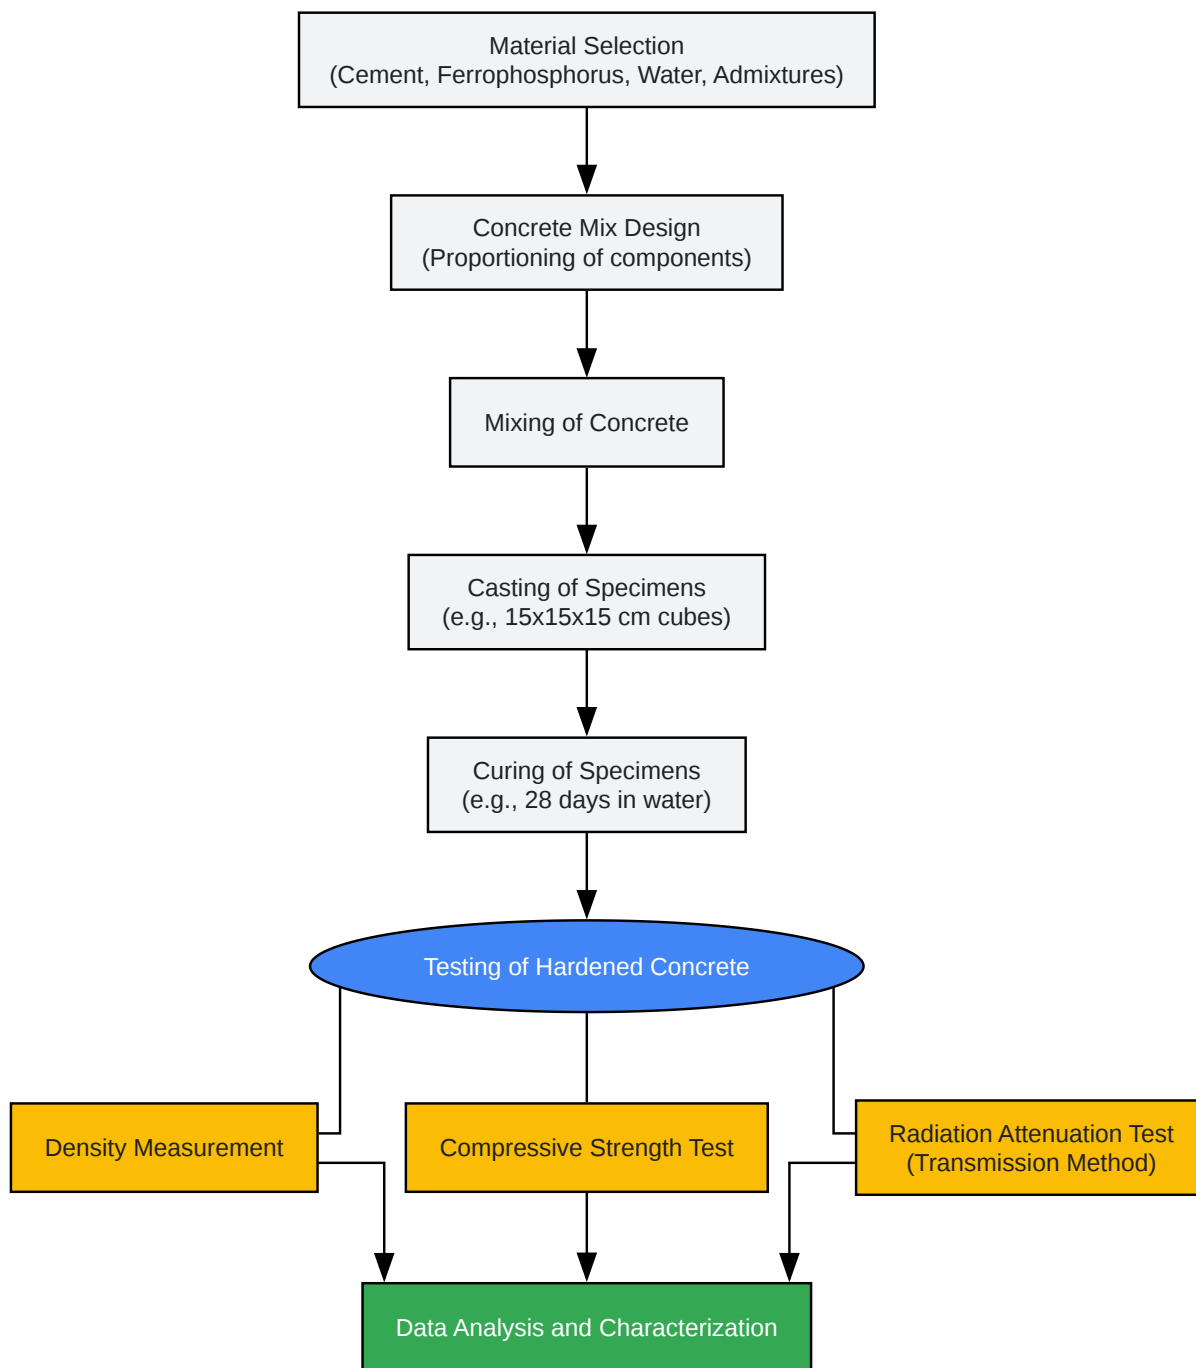 Material Selection
(Cement, Ferrophosphorus, Water, Admixtures)
Concrete Mix Design
(Proportioning of components)
Mixing of Concrete
Casting of Specimens
(e.g., 15x15x15 cm cubes)
Curing of Specimens
(e.g., 28 days in water)
Testing of Hardened Concrete
Density Measurement
Compressive Strength Test
Radiation Attenuation Test
(Transmission Method)
Data Analysis and Characterization